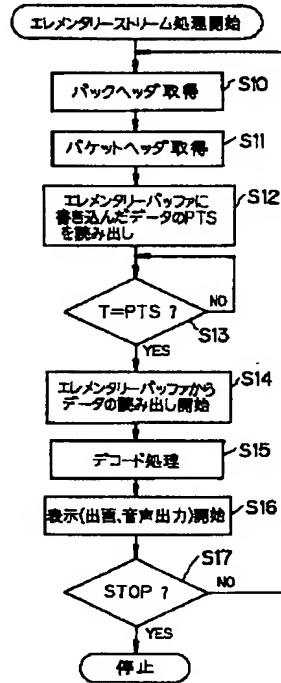 エレメンタリーストリーム処理開始
パックヘッダ取得
S10
パケットヘッダ取得
S11
エレメンタリーバッファに
書き込んだデータのPTS
を読み出し
S12
T=PTS ?
NO
S13
YES
エレメンタリーバッファから
データの読み出し開始
S14
デコード処理
S15
表示(出画、音声出力)開始
S16
STOP ?
S17
NO
YES
停止